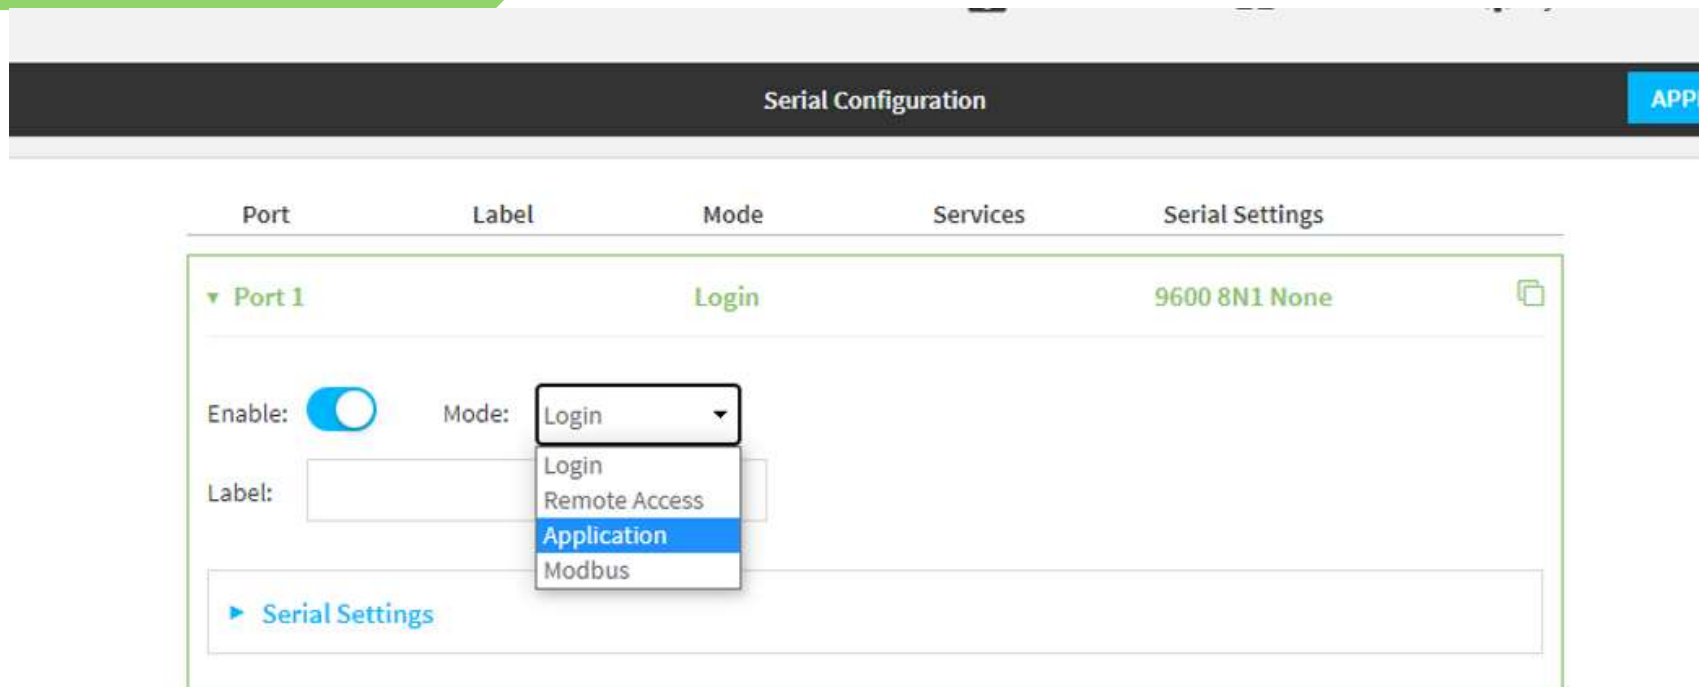 Serial Configuration
Port Label Mode Services Serial Settings
Port 1 Login 9600 8N1 None
Enable: Mode: Login
Login
Label:
Remote Access
Application
Modbus
Serial Settings